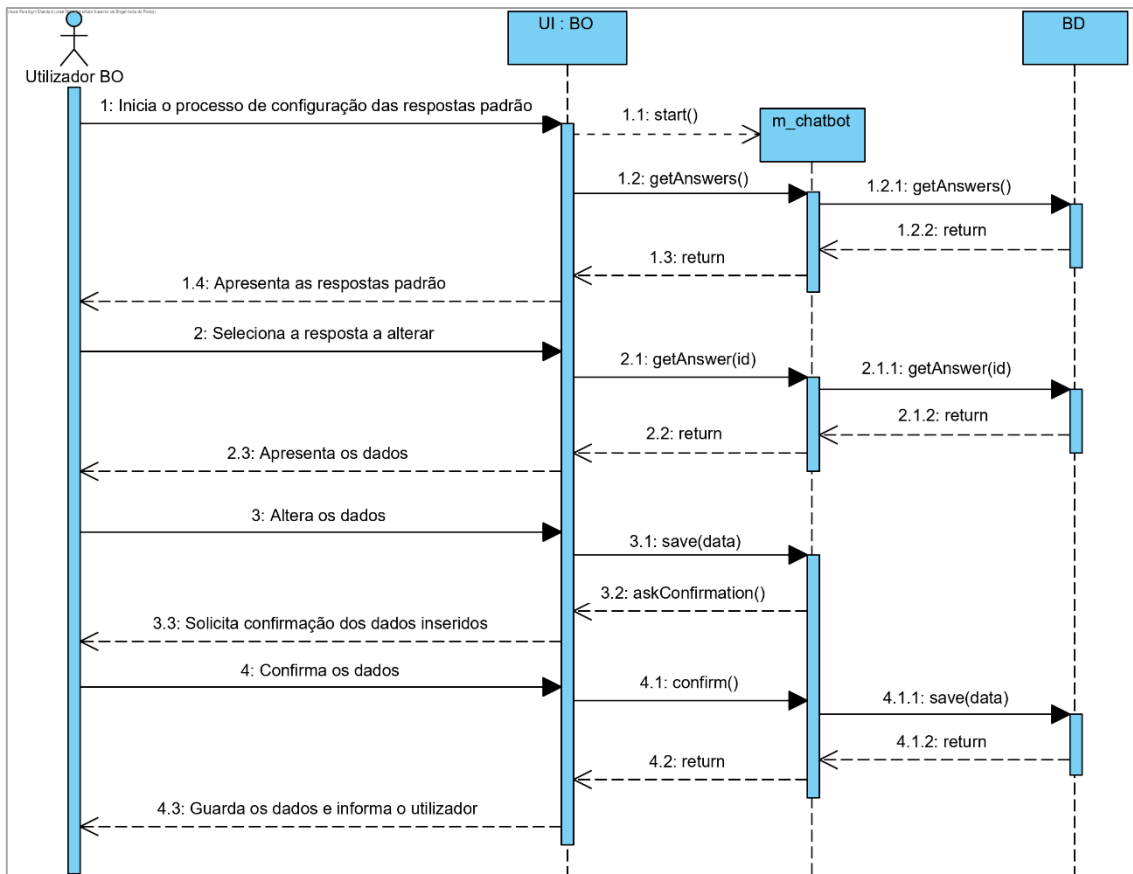 UI : BO
BD
Utilizador BO
1: Inicia o processo de configuração das respostas padrão
1.1: start()
m_chatbot
1.2: getAnswers()
1.2.1: getAnswers()
1.2.2: return
1.3: return
1.4: Apresenta as respostas padrão
2: Seleciona a resposta a alterar
2.1: getAnswer(id)
2.1.1: getAnswer(id)
2.1.2: return
2.2: return
2.3: Apresenta os dados
3: Altera os dados
3.1: save(data)
3.2: askConfirmation()
3.3: Solicita confirmação dos dados inseridos
4: Confirma os dados
4.1: confirm()
4.1.1: save(data)
4.1.2: return
4.2: return
4.3: Guarda os dados e informa o utilizador